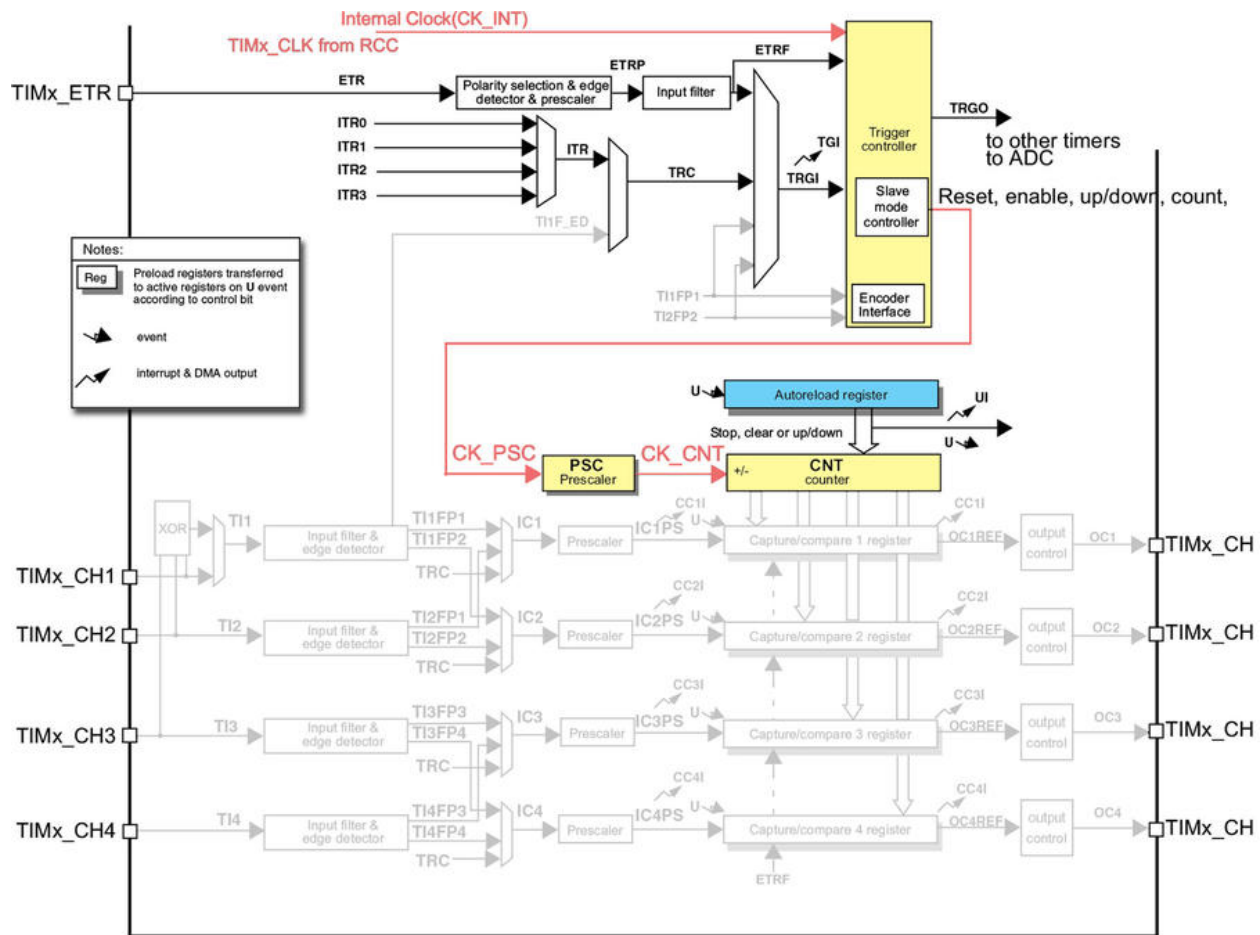 Internal Clock(CK_INT)
TIMx_CLK from RCC
TIMx_ETR
ETR
Polarity selection & edge
detector & prescaler
ETRP
Input filter
ETRF
ITR0
ITR1
ITR2
ITR3
ITR
TI1F_ED
TRC
TGI
TRGI
TI1FP1
TI2FP2
Trigger
controller
Slave
mode
controller
Encoder
Interface
TRGO
to other timers
to ADC
Reset, enable, up/down, count,
Notes:
Reg
Preload registers transferred
to active registers on U event
according to control bit
event
interrupt & DMA output
U
Autoreload register
UI
U
Stop, clear or up/down
CK_PSC
PSC
Prescaler
CK_CNT
+/-
CNT
counter
XOR
TI1
Input filter &
edge detector
TI1FP1
TI1FP2
TRC
IC1
Prescaler
IC1PS
CC1I
U
Capture/compare 1 register
CC1I
OC1REF
output
control
OC1
TIMx_CH
TIMx_CH1
TIMx_CH2
TI2
Input filter &
edge detector
TI2FP1
TI2FP2
TRC
IC2
Prescaler
IC2PS
CC2I
U
Capture/compare 2 register
CC2I
OC2REF
output
control
OC2
TIMx_CH
TIMx_CH3
TI3
Input filter &
edge detector
TI3FP3
TI3FP4
TRC
IC3
Prescaler
IC3PS
CC3I
U
Capture/compare 3 register
CC3I
OC3REF
output
control
OC3
TIMx_CH
TIMx_CH4
TI4
Input filter &
edge detector
TI4FP3
TI4FP4
TRC
IC4
Prescaler
IC4PS
CC4I
U
Capture/compare 4 register
CC4I
OC4REF
output
control
OC4
TIMx_CH
ETRF